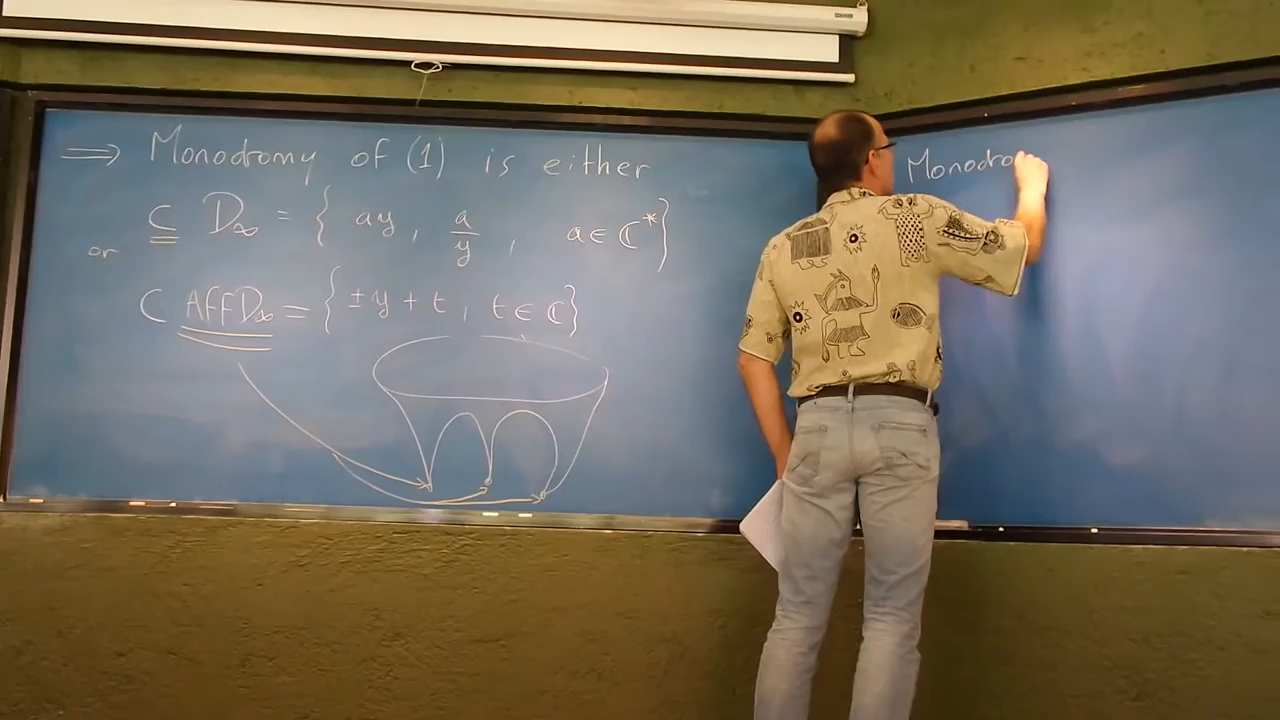 ⟹ Monodromy of (1) is either
⊆ D∞ = { ay, a/y, a ∈ ℂ* }
or
⊂ AFFD∞ = { ± y + t, t ∈ ℂ }
Monodro